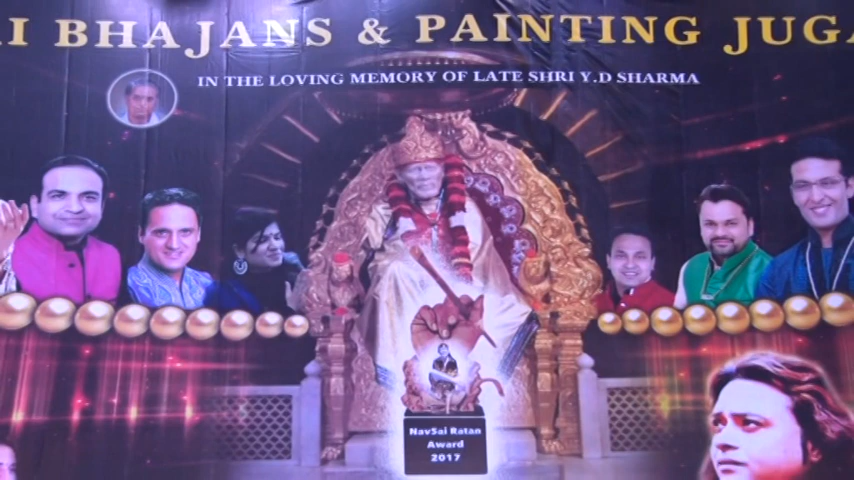 BHAJANS & PAINTING
IN THE LOVING MEMORY OF LATE SHRI Y.D SHARMA
NavSai Ratan
Award
2017